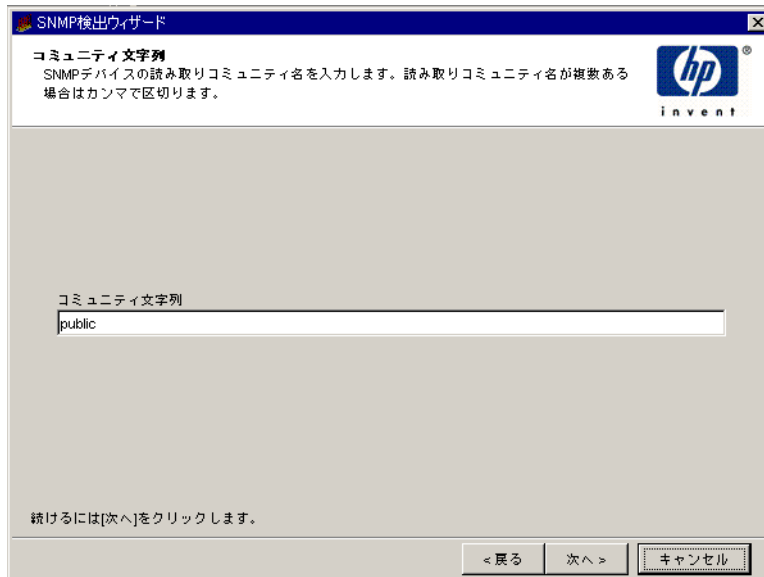 SNMP検出ウィザード
コミュニティ文字列
SNMPデバイスの読み取りコミュニティ名を入力します。読み取りコミュニティ名が複数ある
場合はカンマで区切ります。
hp
®
invent
コミュニティ文字列
public
続けるには[次へ]をクリックします。
<戻る
次へ>
キャンセル